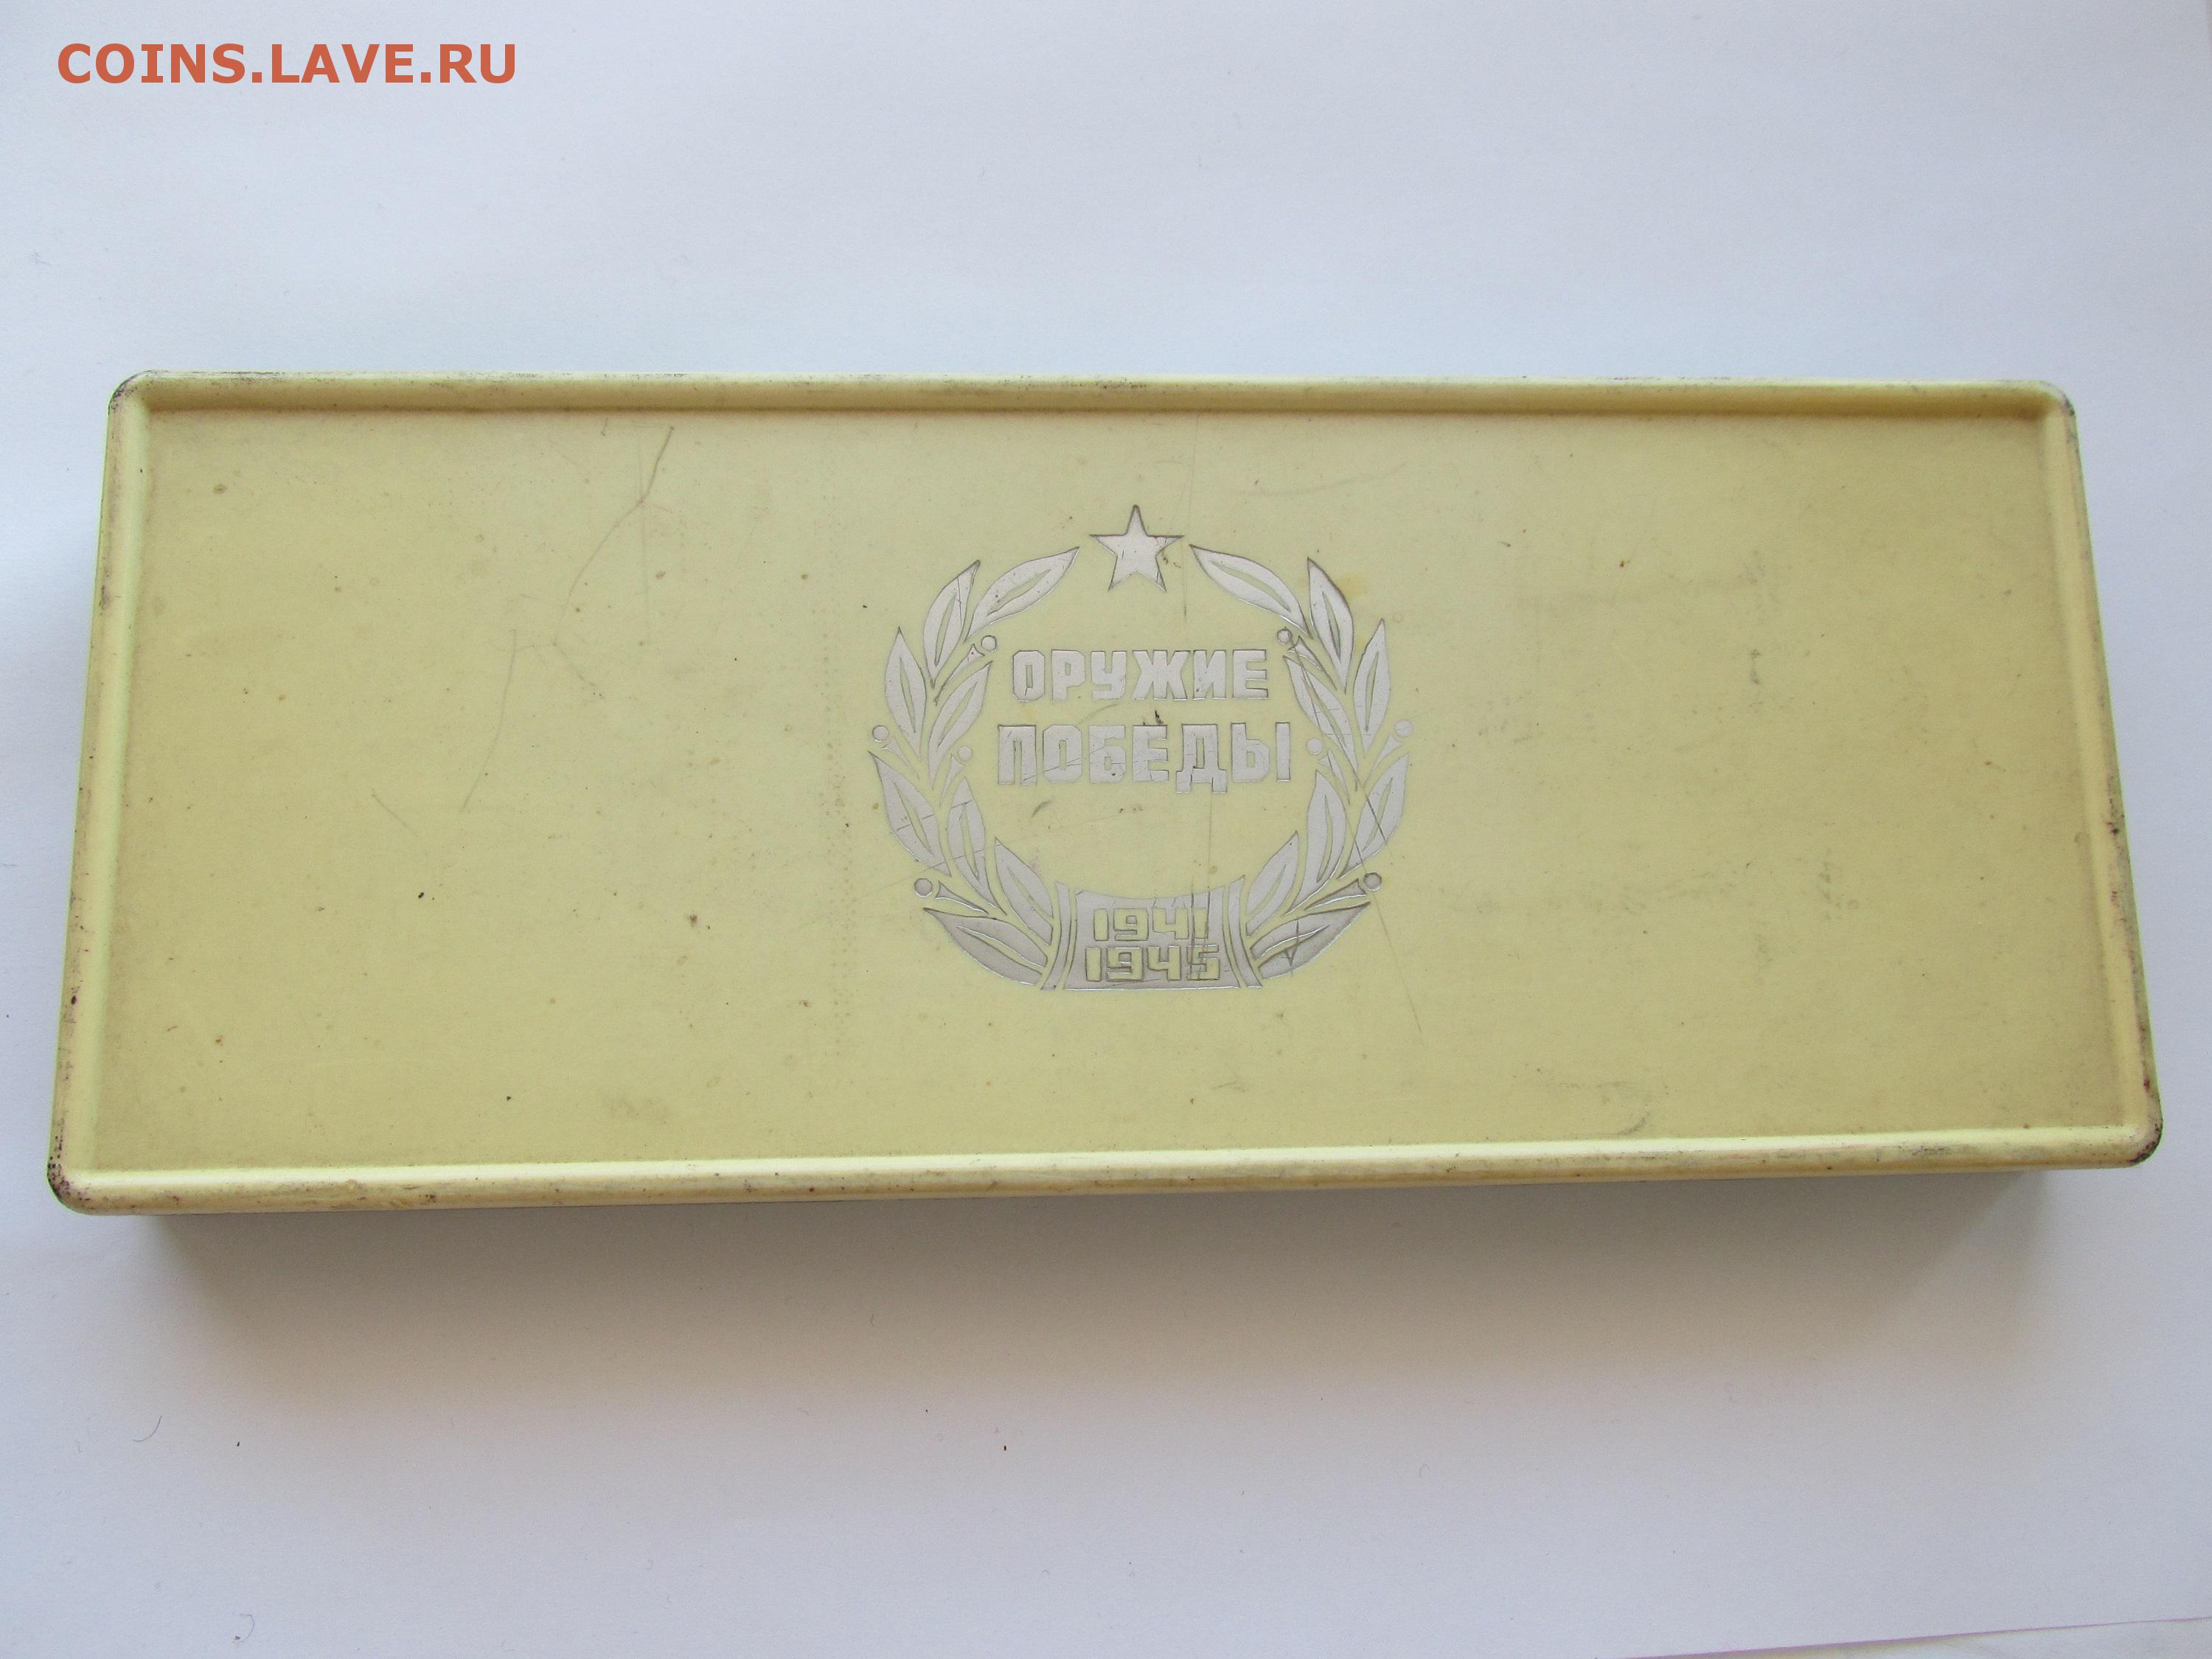 COINS.LAVE.RU
ОРУЖИЕ
ПОБЕДЫ
1941
1945